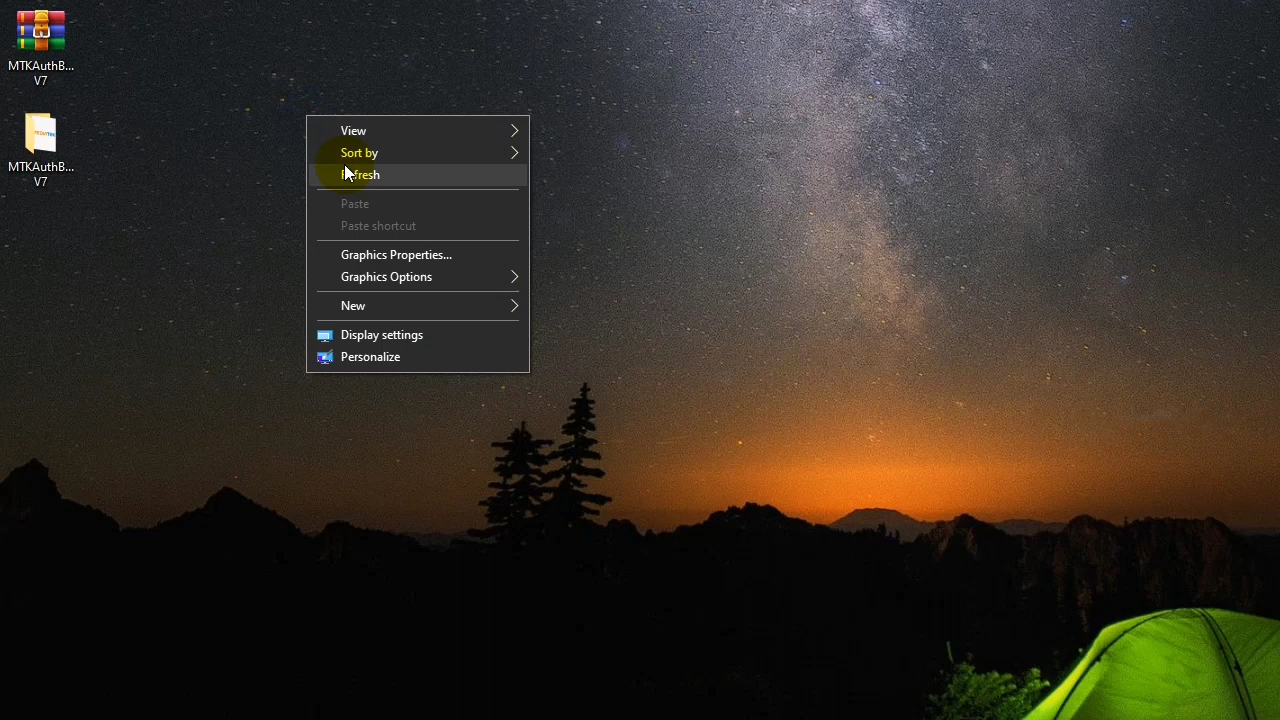 MTKAuthB...
V7
MTKAuthB...
V7
View
Sort by
Refresh
Paste
Paste shortcut
Graphics Properties...
Graphics Options
New
Display settings
Personalize